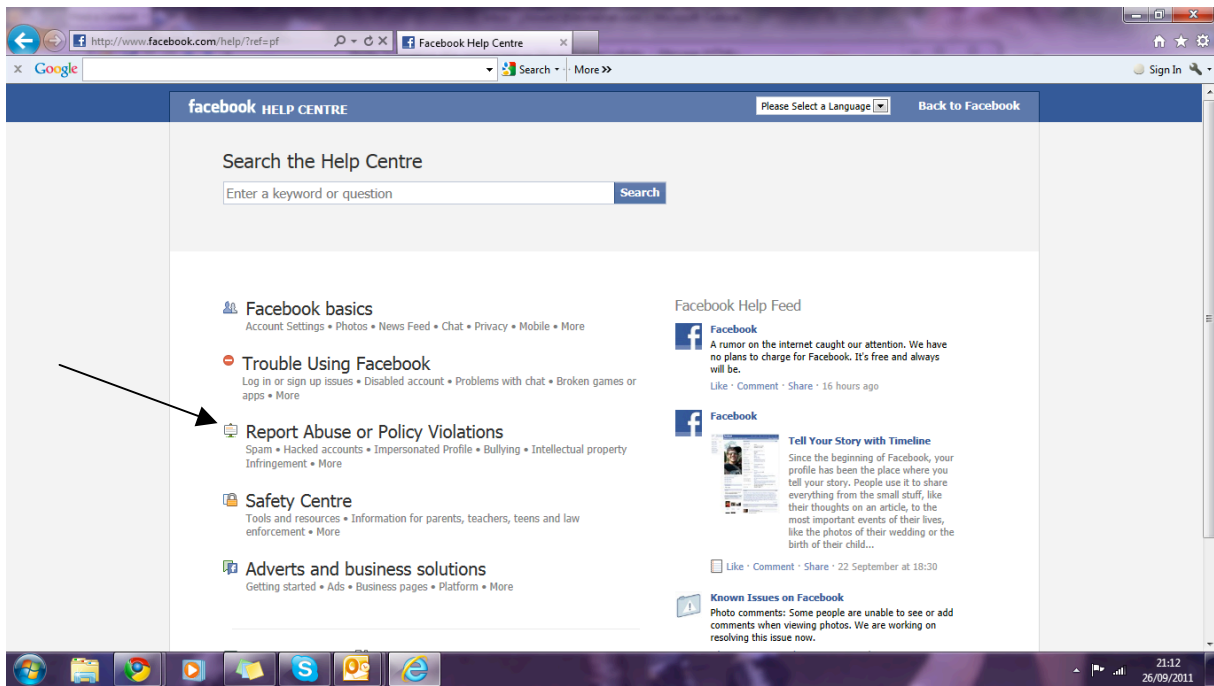 http://www.facebook.com/help/?ref=pf
Facebook Help Centre
x Google
Search
More >>
Sign In
facebook HELP CENTRE
Please Select a Language
Back to Facebook
Search the Help Centre
Enter a keyword or question
Search
Facebook basics
Account Settings • Photos • News Feed • Chat • Privacy • Mobile • More
Trouble Using Facebook
Log in or sign up issues • Disabled account • Problems with chat • Broken games or
apps • More
Report Abuse or Policy Violations
Spam • Hacked accounts • Impersonated Profile • Bullying • Intellectual property
Infringement • More
Safety Centre
Tools and resources • Information for parents, teachers, teens and law
enforcement • More
Adverts and business solutions
Getting started • Ads • Business pages • Platform • More
Facebook Help Feed
Facebook
A rumor on the internet caught our attention. We have
no plans to charge for Facebook. It's free and always
will be.
Like · Comment · Share · 16 hours ago
Facebook
Tell Your Story with Timeline
Since the beginning of Facebook, your
profile has been the place where you
tell your story. People use it to share
everything from the small stuff, like
their thoughts on an article, to the
most important events of their lives,
like the photos of their wedding or the
birth of their child...
Like · Comment · Share · 22 September at 18:30
Known Issues on Facebook
Photo comments: Some people are unable to see or add
comments when viewing photos. We are working on
resolving this issue now.
21:12
26/09/2011